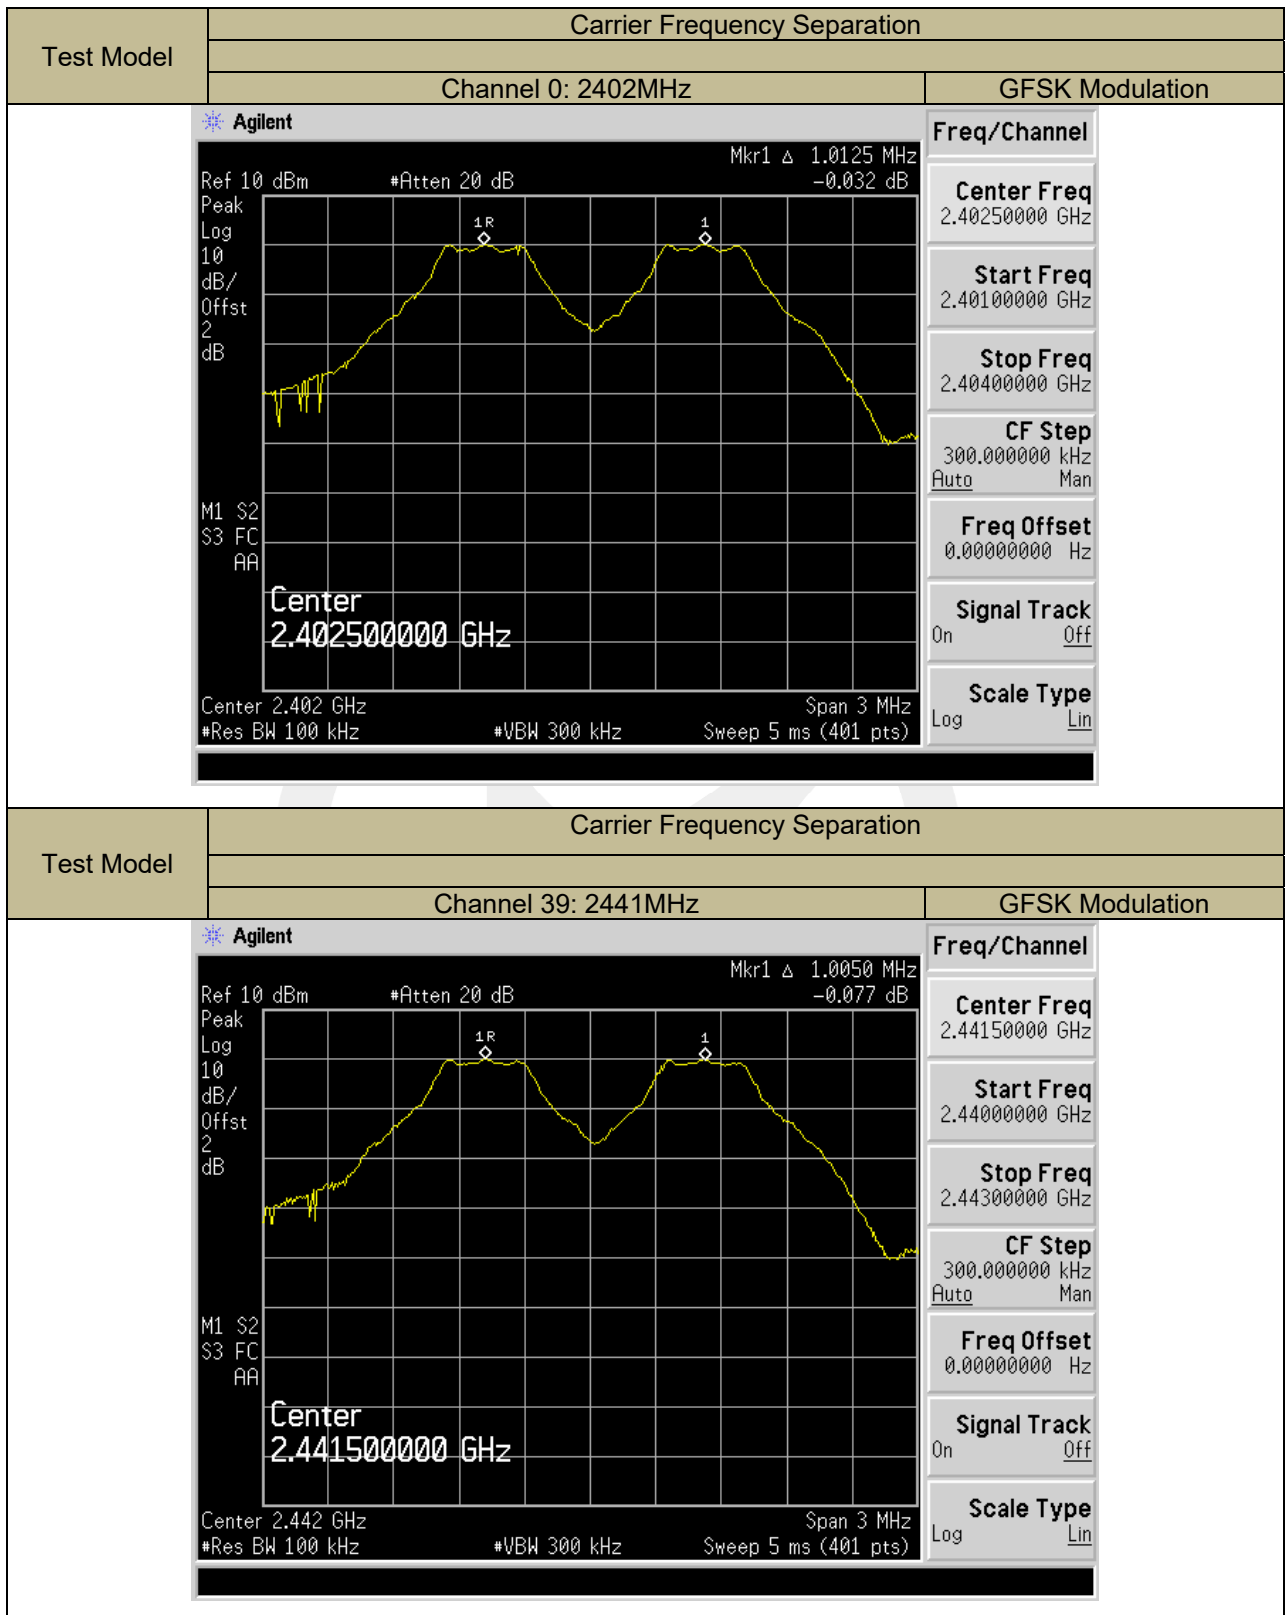 Test Model
Carrier Frequency Separation
Channel 0: 2402MHz
GFSK Modulation
Agilent
Freq/Channel
Mkr1 Δ 1.0125 MHz
Ref 10 dBm #Atten 20 dB -0.032 dB
Peak
Log
10
dB/
Offst
2
dB
1R
1
M1 S2
S3 FC
AA
Center
2.402500000 GHz
Center 2.402 GHz Span 3 MHz
#Res BW 100 kHz #VBW 300 kHz Sweep 5 ms (401 pts)
Center Freq
2.40250000 GHz
Start Freq
2.40100000 GHz
Stop Freq
2.40400000 GHz
CF Step
300.000000 kHz
Auto Man
Freq Offset
0.00000000 Hz
Signal Track
On Off
Scale Type
Log Lin
Test Model
Carrier Frequency Separation
Channel 39: 2441MHz
GFSK Modulation
Agilent
Freq/Channel
Mkr1 Δ 1.0050 MHz
Ref 10 dBm #Atten 20 dB -0.077 dB
Peak
Log
10
dB/
Offst
2
dB
1R
1
M1 S2
S3 FC
AA
Center
2.441500000 GHz
Center 2.442 GHz Span 3 MHz
#Res BW 100 kHz #VBW 300 kHz Sweep 5 ms (401 pts)
Center Freq
2.44150000 GHz
Start Freq
2.44000000 GHz
Stop Freq
2.44300000 GHz
CF Step
300.000000 kHz
Auto Man
Freq Offset
0.00000000 Hz
Signal Track
On Off
Scale Type
Log Lin